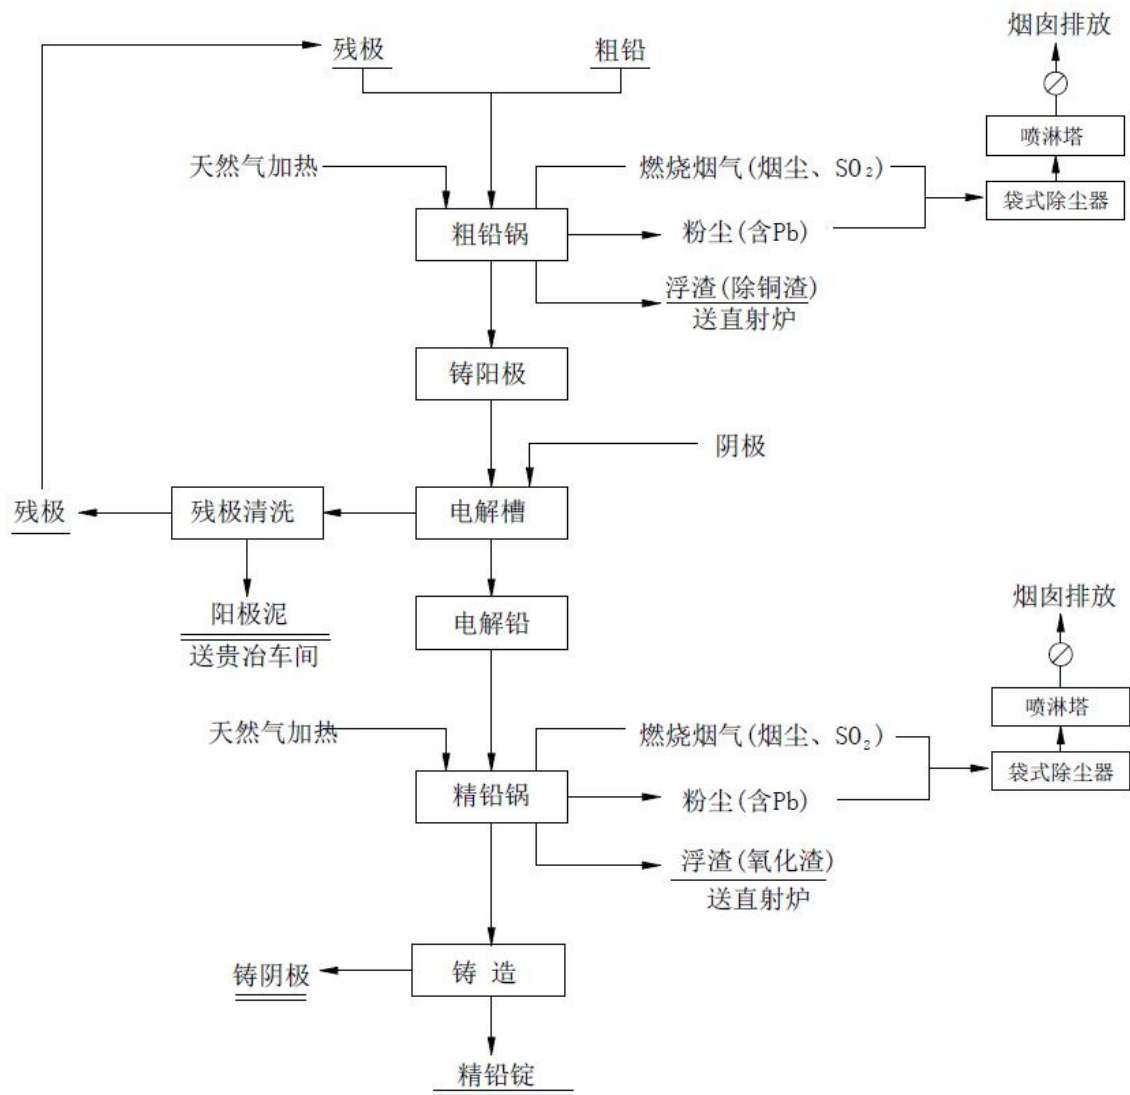 烟囱排放
残极
粗铅
喷淋塔
天然气加热
燃烧烟气(烟尘、SO₂)
袋式除尘器
粗铅锅
粉尘(含Pb)
浮渣(除铜渣)
送直射炉
铸阳极
阴极
残极
残极清洗
电解槽
阳极泥
送贵冶车间
电解铅
烟囱排放
喷淋塔
天然气加热
燃烧烟气(烟尘、SO₂)
袋式除尘器
精铅锅
粉尘(含Pb)
浮渣(氧化渣)
送直射炉
铸阴极
铸 造
精铅锭